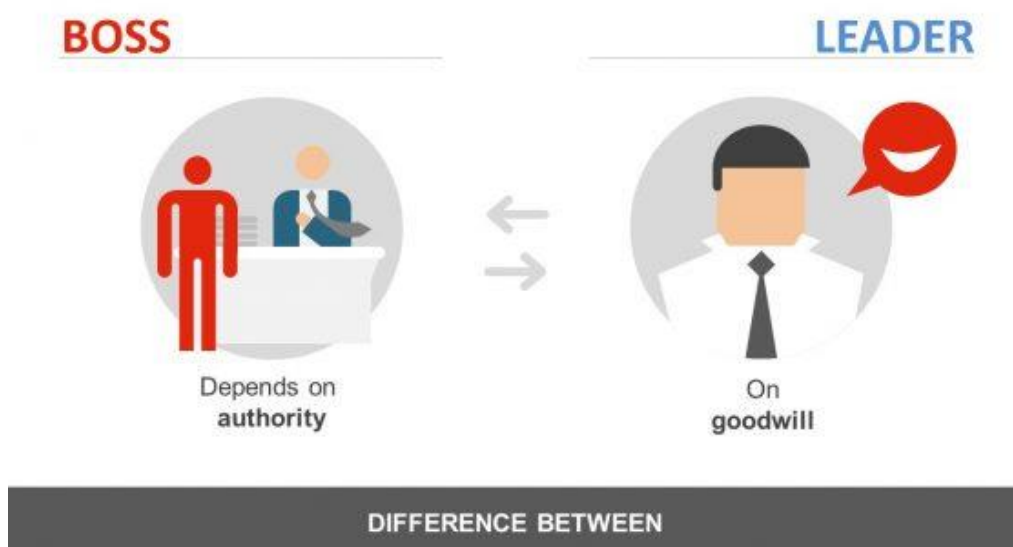 BOSS
LEADER
Depends on
authority
On
goodwill
DIFFERENCE BETWEEN